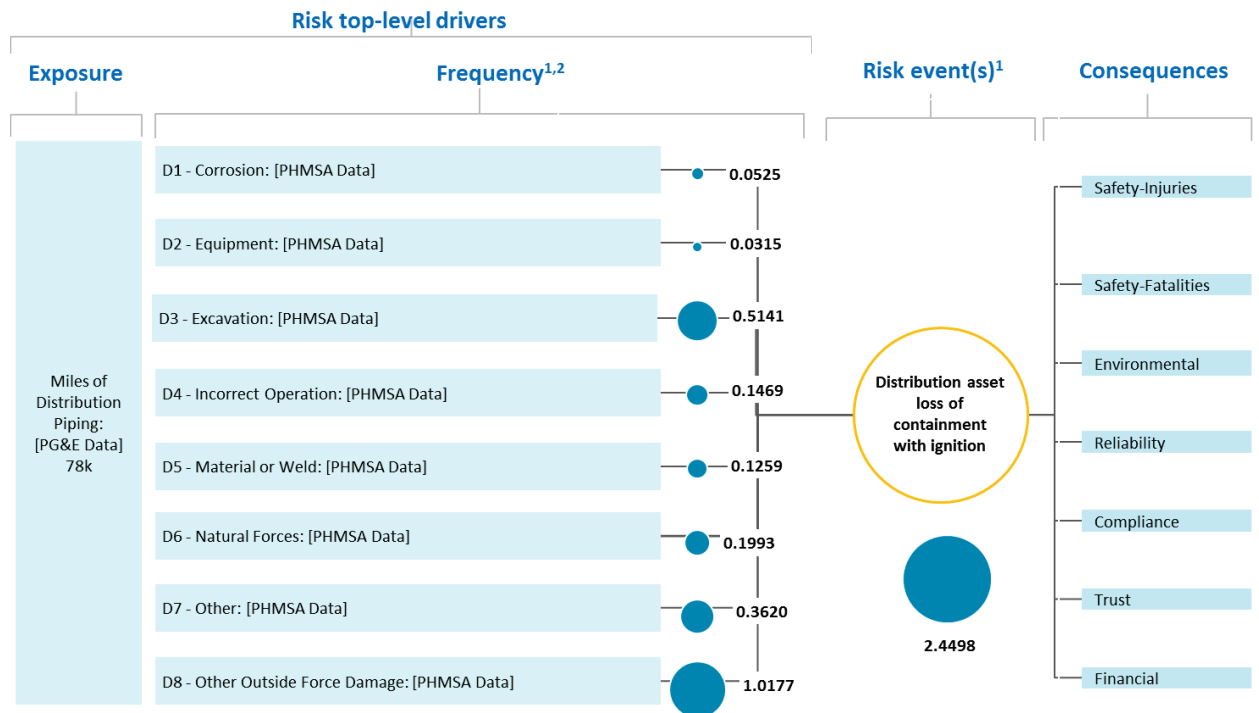 Risk top-level drivers
Exposure
Frequency1,2
Risk event(s)1
Consequences
Miles of
Distribution
Piping:
[PG&E Data]
78k
D1 - Corrosion: [PHMSA Data]
0.0525
D2 - Equipment: [PHMSA Data]
0.0315
D3 - Excavation: [PHMSA Data]
0.5141
D4 - Incorrect Operation: [PHMSA Data]
0.1469
D5 - Material or Weld: [PHMSA Data]
0.1259
D6 - Natural Forces: [PHMSA Data]
0.1993
D7 - Other: [PHMSA Data]
0.3620
D8 - Other Outside Force Damage: [PHMSA Data]
1.0177
Distribution asset
loss of
containment
with ignition
2.4498
Safety-Injuries
Safety-Fatalities
Environmental
Reliability
Compliance
Trust
Financial